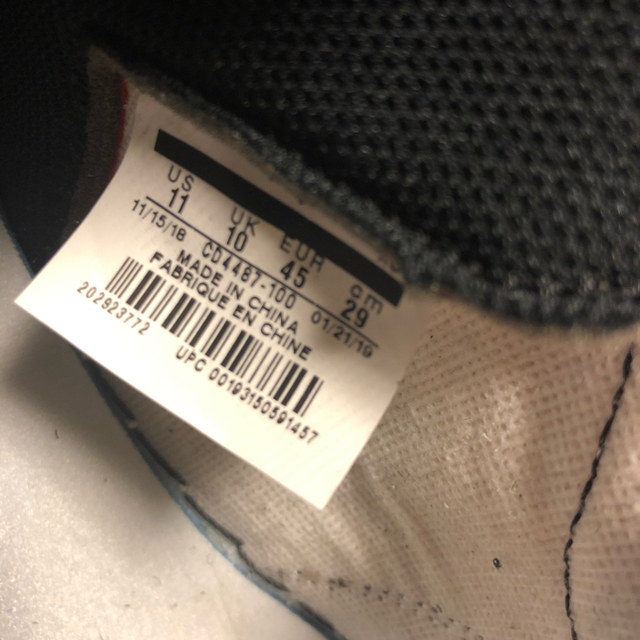 US UK EUR cm
11 10 45 29
11/15/18 CD4487-100 01/21/19
MADE IN CHINA
FABRIQUE EN CHINE
202923772
UPC 00193150551457